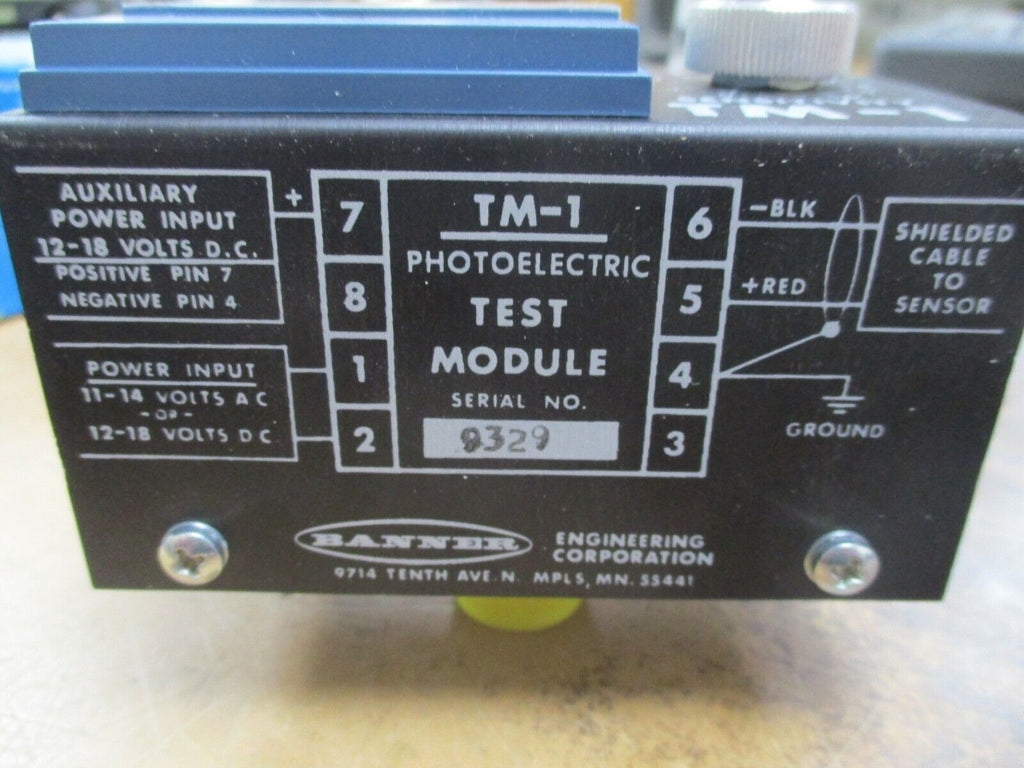 AUXILIARY
POWER INPUT
12-18 VOLTS D.C.
POSITIVE PIN 7
NEGATIVE PIN 4
+
POWER INPUT
11-14 VOLTS A C
-OR-
12-18 VOLTS D C
7
8
1
2
TM-1
PHOTOELECTRIC
TEST
MODULE
SERIAL NO.
9329
6
5
4
3
-BLK
+RED
SHIELDED
CABLE
TO
SENSOR
GROUND
BANNER
ENGINEERING
CORPORATION
9714 TENTH AVE. N. MPLS, MN. 55441